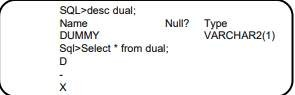 SQL>desc dual;
Name Null? Type
DUMMY VARCHAR2(1)
Sql>Select * from dual;
D
-
X